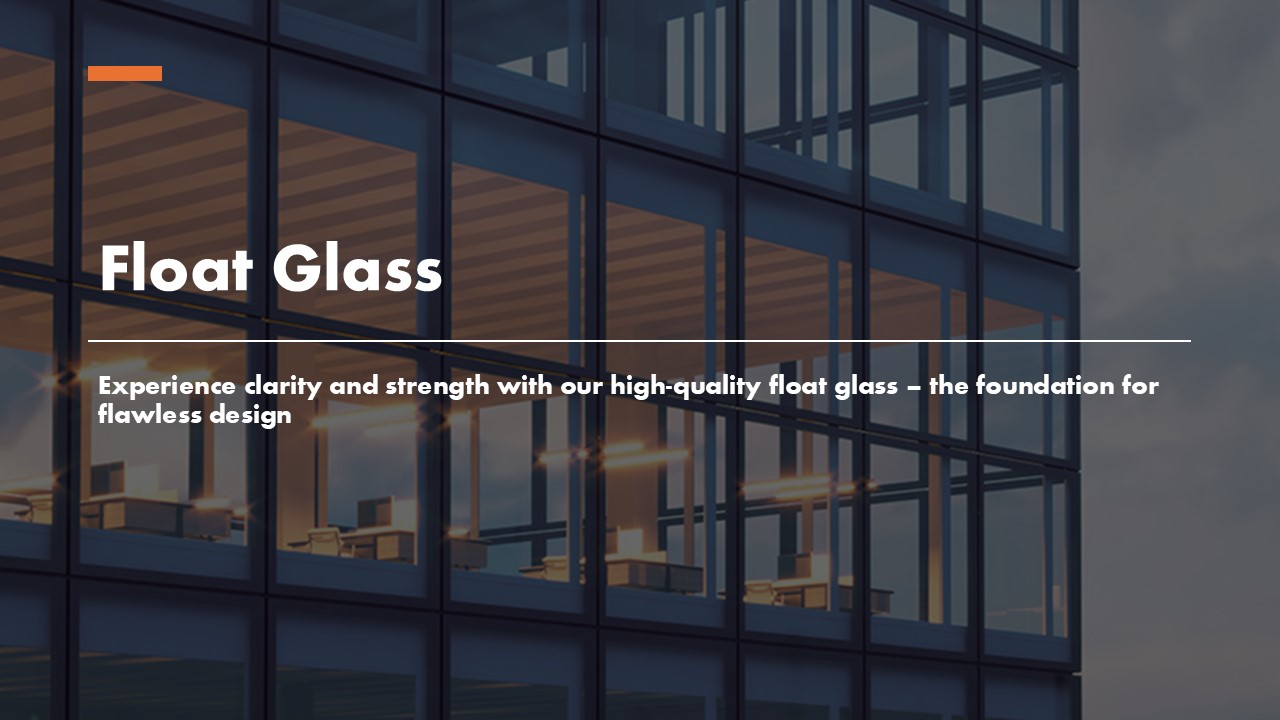 Float Glass
Experience clarity and strength with our high-quality float glass – the foundation for
flawless design